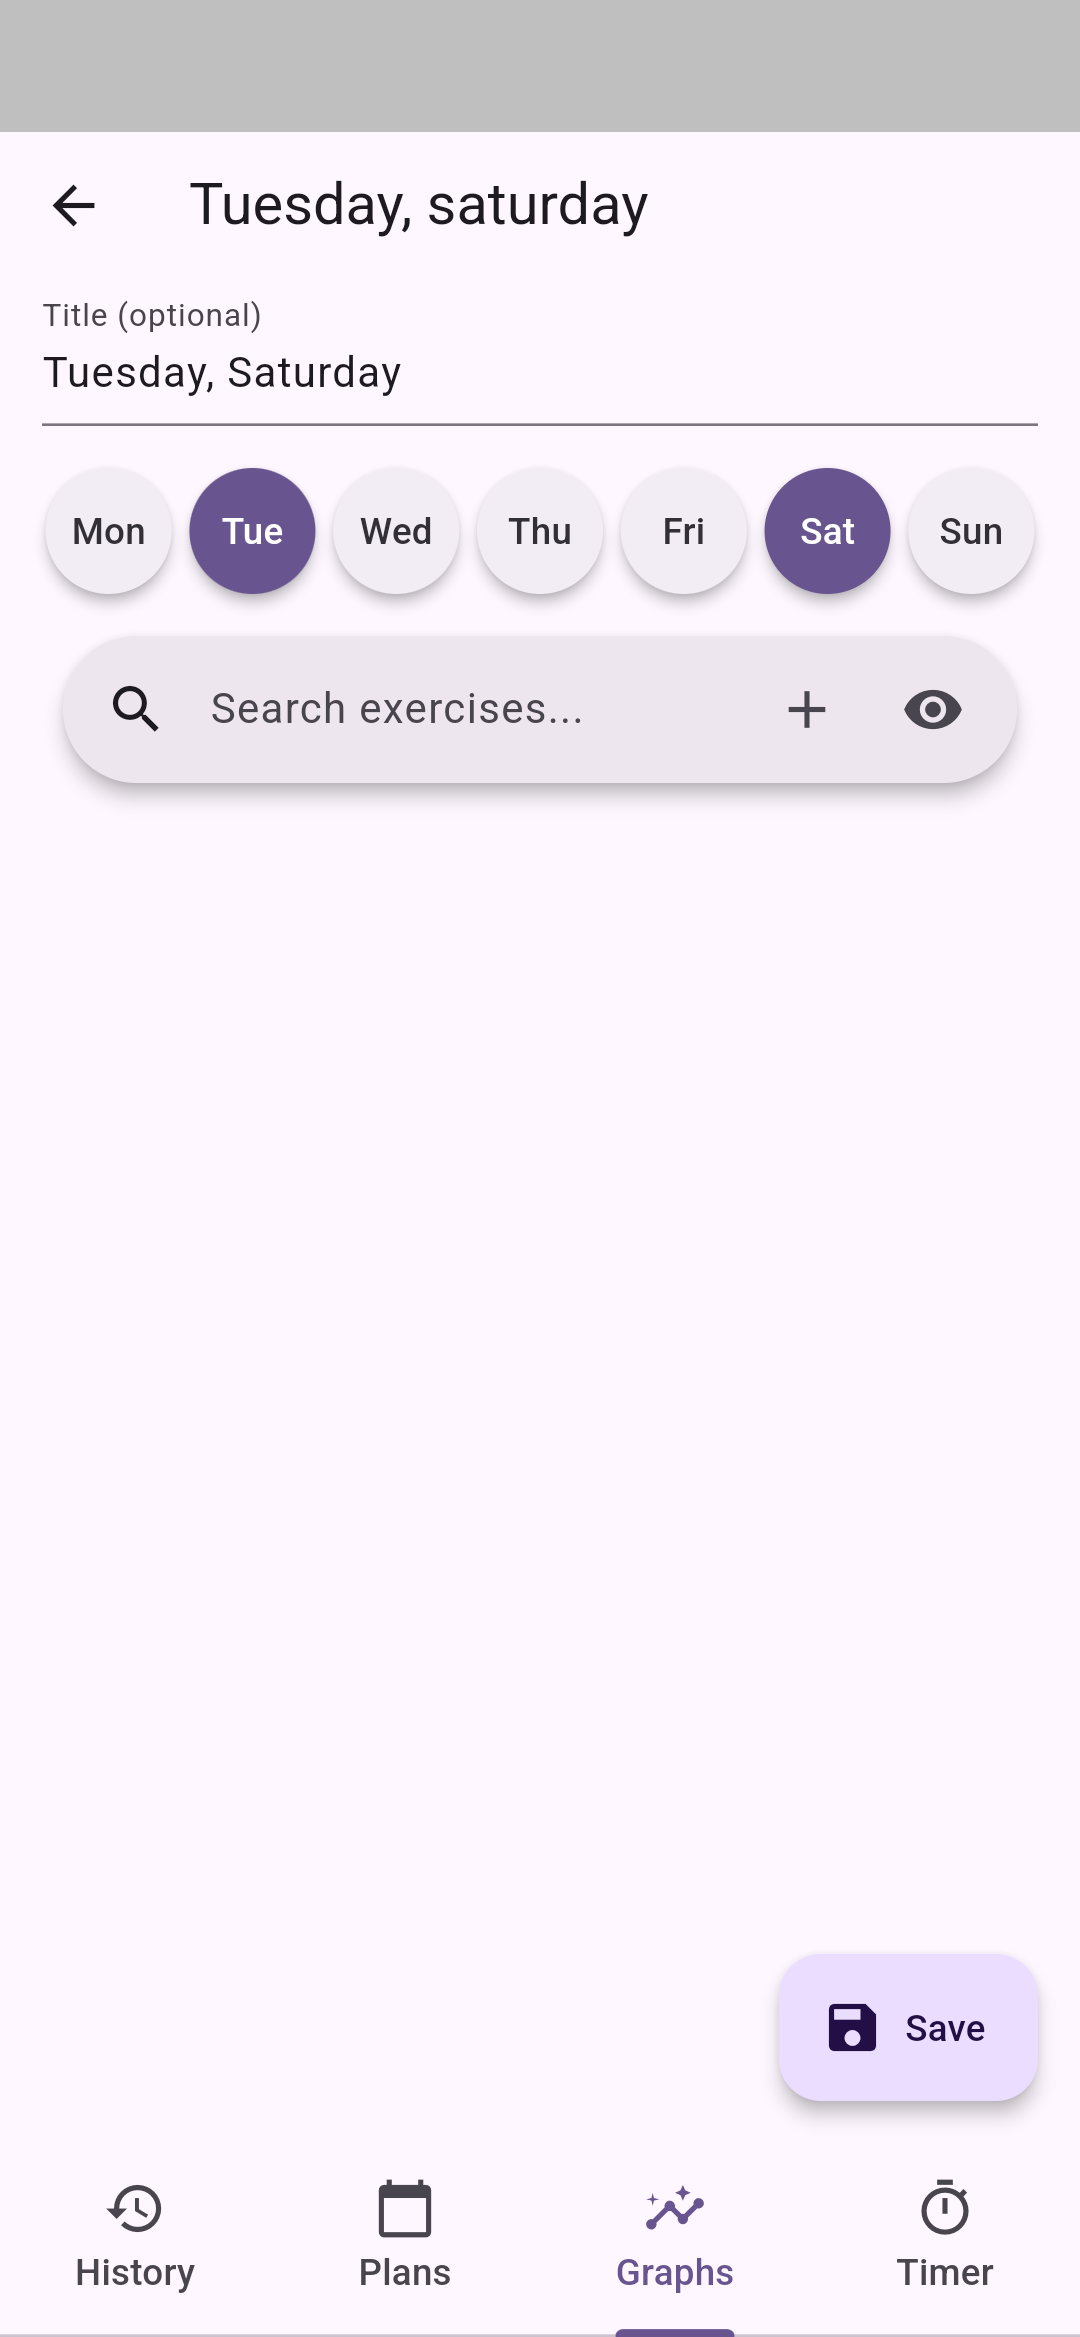 Tuesday, saturday
Title (optional)
Tuesday, Saturday
Mon Tue Wed Thu Fri Sat Sun
Search exercises...
Save
History Plans Graphs Timer